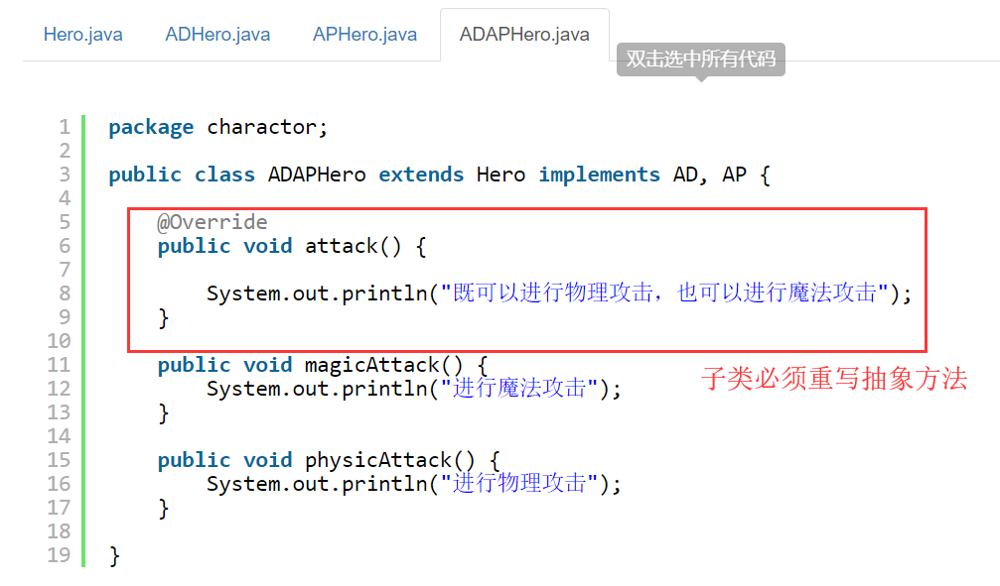 Hero.java ADHero.java APHero.java ADAPHero.java
双击选中所有代码
1 package charactor;
2
3 public class ADAPHero extends Hero implements AD, AP {
4
5 @Override
6 public void attack() {
7
8 System.out.println("既可以进行物理攻击，也可以进行魔法攻击");
9 }
10
11 public void magicAttack() {
子类必须重写抽象方法
12 System.out.println("进行魔法攻击");
13 }
14
15 public void physicAttack() {
16 System.out.println("进行物理攻击");
17 }
18
19 }